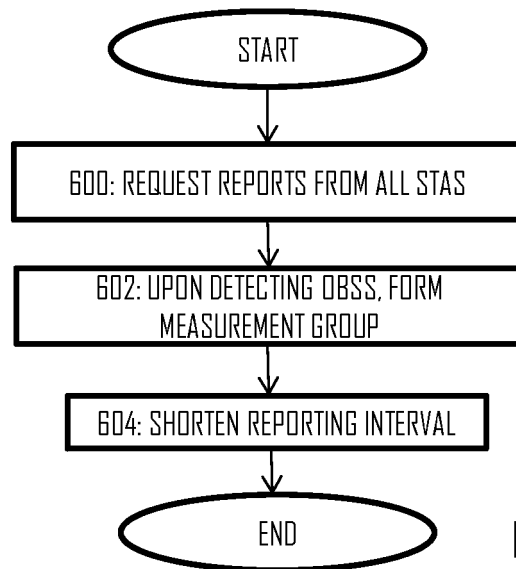 START
600: REQUEST REPORTS FROM ALL STAS
602: UPON DETECTING OBSS, FORM
MEASUREMENT GROUP
604: SHORTEN REPORTING INTERVAL
END